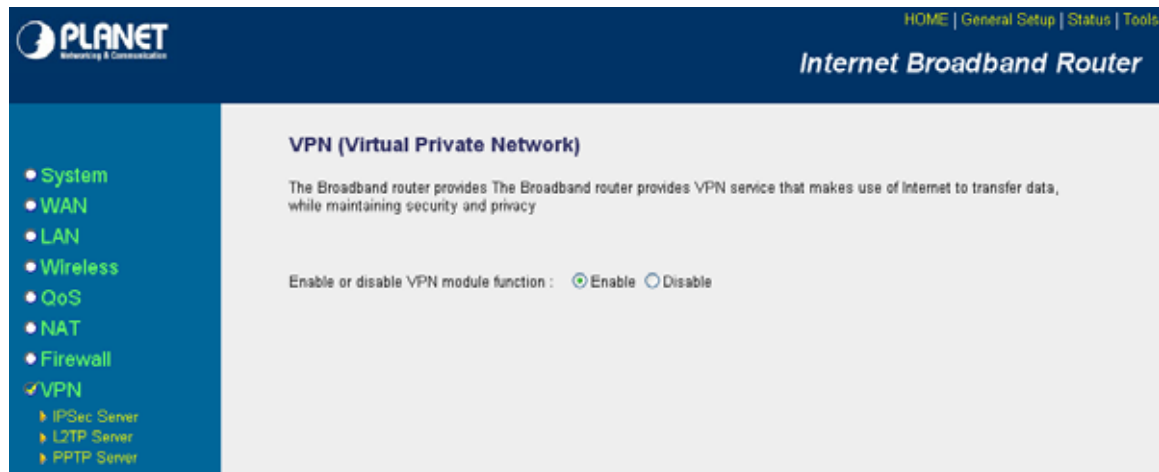 PLANET
Networking & Communication
HOME | General Setup | Status | Tools
Internet Broadband Router
System
WAN
LAN
Wireless
QoS
NAT
Firewall
VPN
IPSec Server
L2TP Server
PPTP Server
VPN (Virtual Private Network)
The Broadband router provides The Broadband router provides VPN service that makes use of Internet to transfer data,
while maintaining security and privacy
Enable or disable VPN module function : Enable Disable